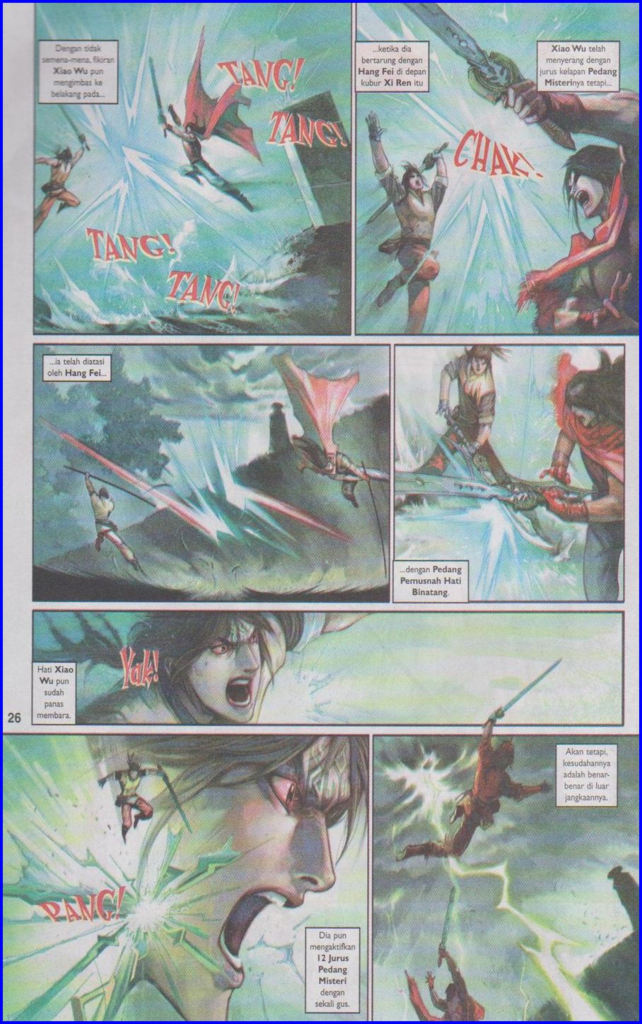 Dengan tidak
semena-mena, fikiran
Xiao Wu pun
mengimbas ke
belakang pada...
TANG!
TANG!
TANG!
TANG!
...ketika dia
bertarung dengan
Hang Fei di depan
kubur Xi Ren itu
Xiao Wu telah
menyerang dengan
jurus kelapan Pedang
Misterinya tetapi...
CHAK!
...ia telah diatasi
oleh Hang Fei...
...dengan Pedang
Pemusnah Hati
Binatang.
Hati Xiao
Wu pun
sudah
panas
membara.
Yak!
26
PANG!
Dia pun
mengaktifkan
12 Jurus
Pedang
Misteri
dengan
sekali gus.
Akan tetapi,
kesudahannya
adalah benar-
benar di luar
jangkaannya.